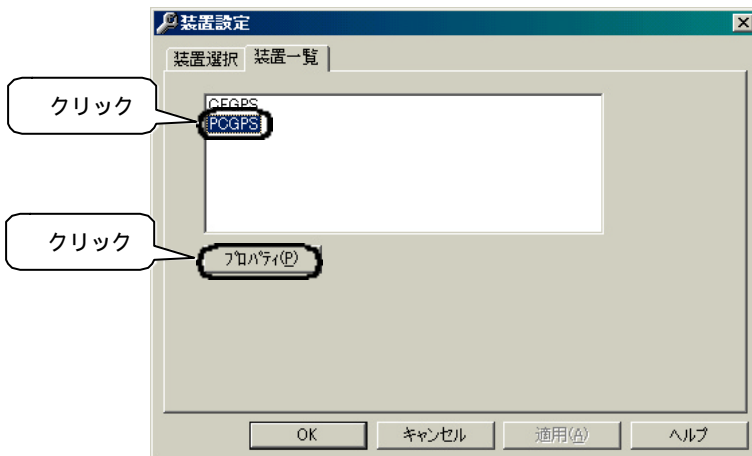 装置設定
装置選択 装置一覧
CFGPS
クリック
PCGPS
クリック
ﾌﾟﾛﾊﾟﾃｨ(P)
OK キャンセル 適用(A) ヘルプ